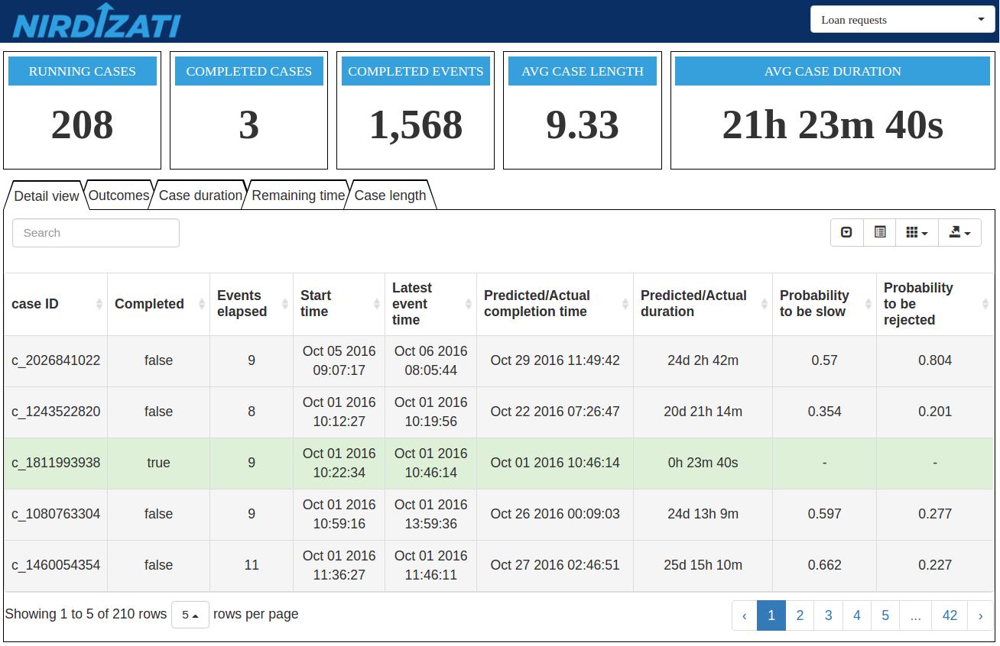 NIRDIZATI
Loan requests
RUNNING CASES
208
COMPLETED CASES
3
COMPLETED EVENTS
1,568
AVG CASE LENGTH
9.33
AVG CASE DURATION
21h 23m 40s
Detail view
Outcomes
Case duration
Remaining time
Case length
Search
case ID
Completed
Events
elapsed
Start
time
Latest
event
time
Predicted/Actual
completion time
Predicted/Actual
duration
Probability
to be slow
Probability
to be
rejected
c_2026841022
false
9
Oct 05 2016
09:07:17
Oct 06 2016
08:05:44
Oct 29 2016 11:49:42
24d 2h 42m
0.57
0.804
c_1243522820
false
8
Oct 01 2016
10:12:27
Oct 01 2016
10:19:56
Oct 22 2016 07:26:47
20d 21h 14m
0.354
0.201
c_1811993938
true
9
Oct 01 2016
10:22:34
Oct 01 2016
10:46:14
Oct 01 2016 10:46:14
0h 23m 40s
-
-
c_1080763304
false
9
Oct 01 2016
10:59:16
Oct 01 2016
13:59:36
Oct 26 2016 00:09:03
24d 13h 9m
0.597
0.277
c_1460054354
false
11
Oct 01 2016
11:36:27
Oct 01 2016
11:46:11
Oct 27 2016 02:46:51
25d 15h 10m
0.662
0.227
Showing 1 to 5 of 210 rows 5 rows per page
‹ 1 2 3 4 5 ... 42 ›